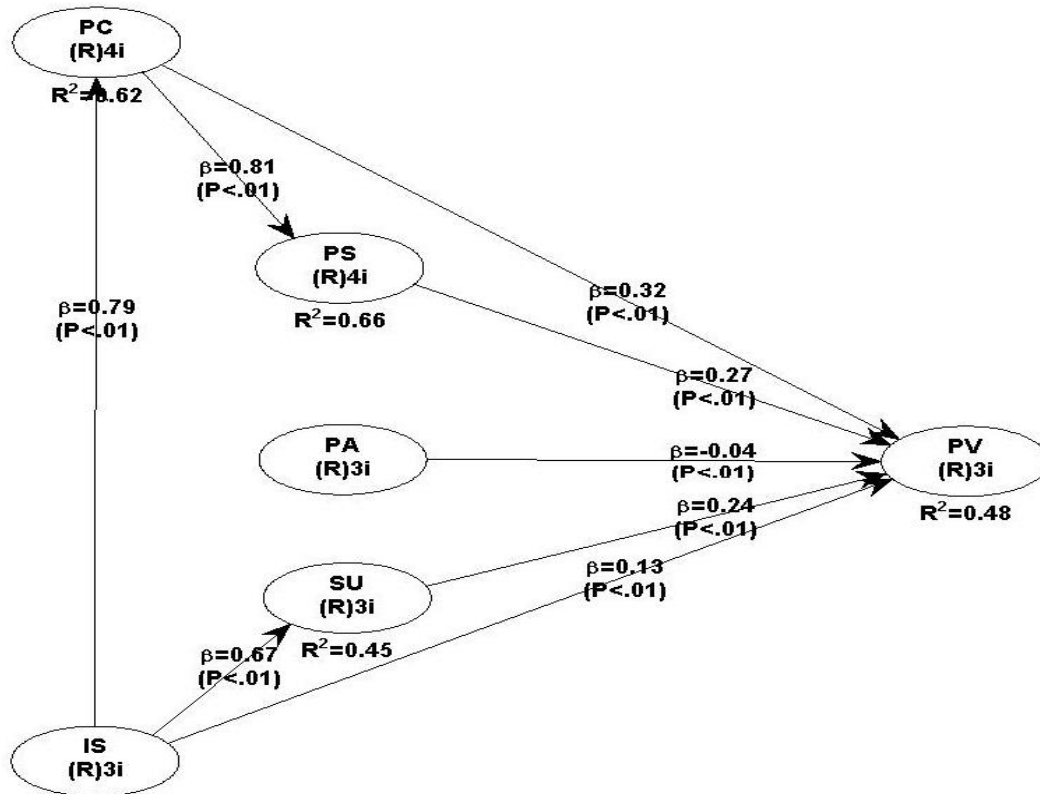 PC
(R)4i
R²=0.62
β=0.81
(P<.01)
PS
(R)4i
R²=0.66
β=0.79
(P<.01)
β=0.32
(P<.01)
β=0.27
(P<.01)
PA
(R)3i
β=-0.04
(P<.01)
PV
(R)3i
R²=0.48
β=0.24
(P<.01)
SU
(R)3i
R²=0.45
β=0.13
(P<.01)
β=0.67
(P<.01)
IS
(R)3i